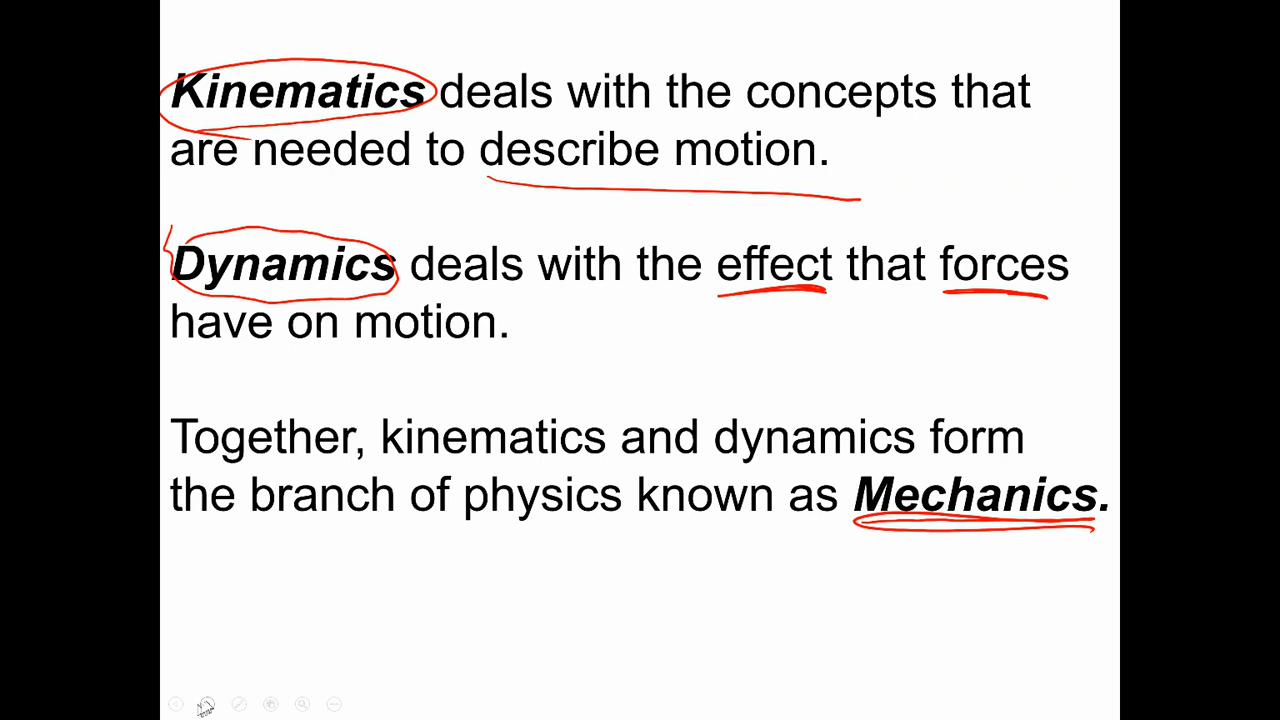 Kinematics deals with the concepts that
are needed to describe motion.
Dynamics deals with the effect that forces
have on motion.
Together, kinematics and dynamics form
the branch of physics known as Mechanics.